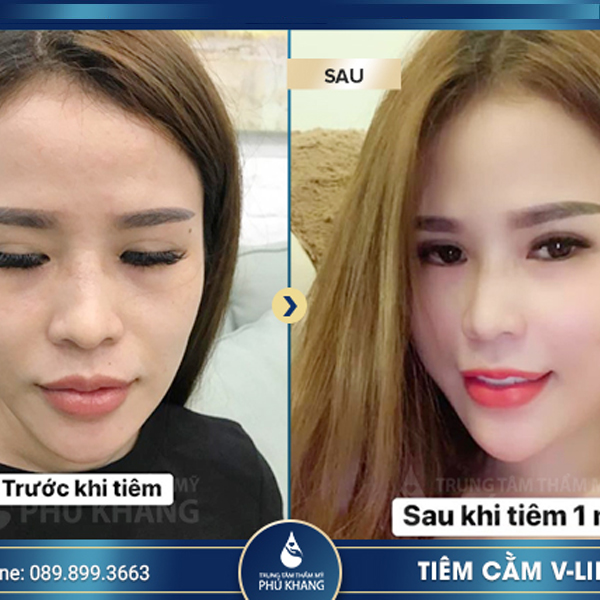 SAU
Trước khi tiêm
Sau khi tiêm 1
TRUNG TÂM THẨM MỸ
PHÚ KHANG
089.899.3663
TRUNG TÂM THẨM MỸ
PHÚ KHANG
TIÊM CẰM V-LI